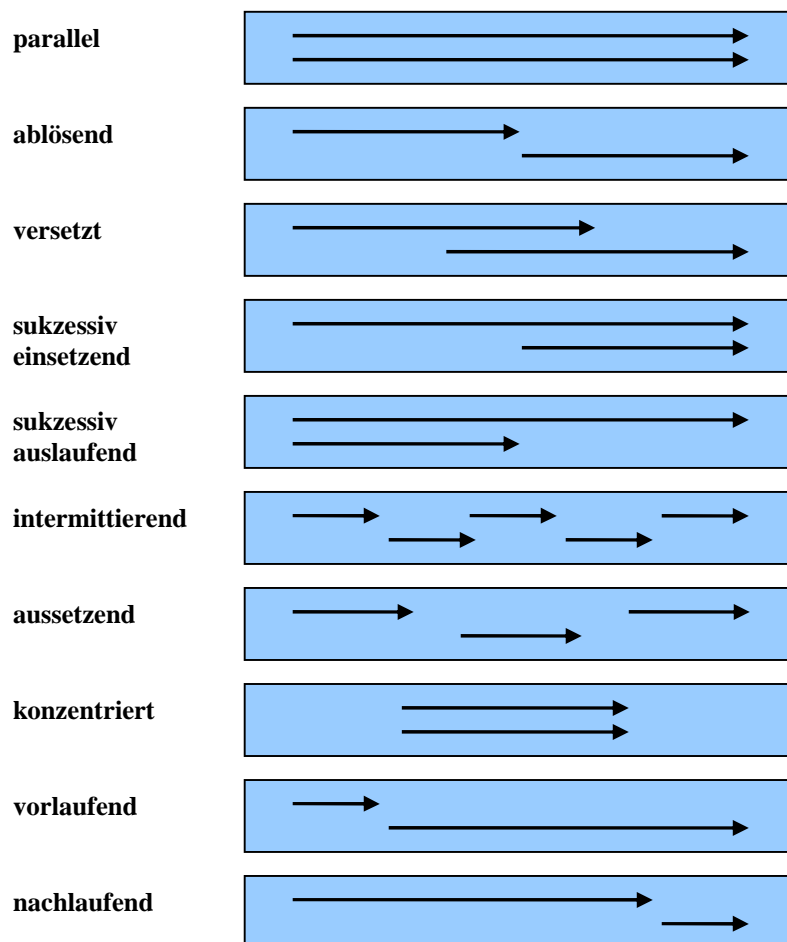 parallel
ablösend
versetzt
sukzessiv
einsetzend
sukzessiv
auslaufend
intermittierend
aussetzend
konzentriert
vorlaufend
nachlaufend